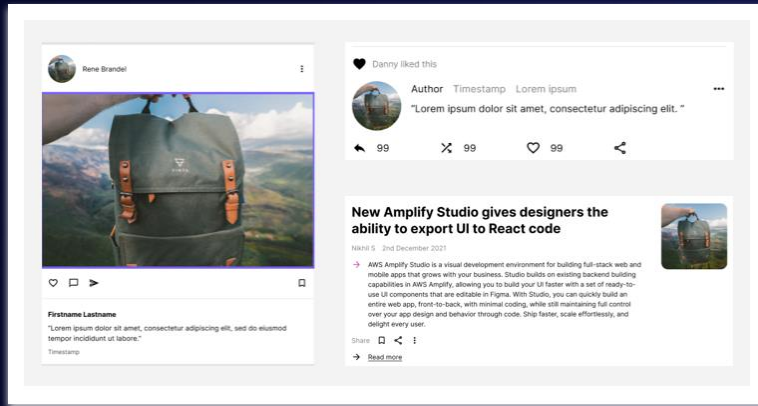 Rene Brandel
Firstname Lastname
"Lorem ipsum dolor sit amet, consectetur adipiscing elit, sed do eiusmod
tempor incididunt ut labore."
Timestamp
Danny liked this
Author Timestamp Lorem ipsum
"Lorem ipsum dolor sit amet, consectetur adipiscing elit. "
99 99 99
New Amplify Studio gives designers the
ability to export UI to React code
Nikhil S 2nd December 2021
AWS Amplify Studio is a visual development environment for building full-stack web and
mobile apps that grows with your business. Studio builds on existing backend building
capabilities in AWS Amplify, allowing you to build your UI faster with a set of ready-to-
use UI components that are editable in Figma. With Studio, you can quickly build an
entire web app, front-to-back, with minimal coding, while still maintaining full control
over your app design and behavior through code. Ship faster, scale effortlessly, and
delight every user.
Share
Read more